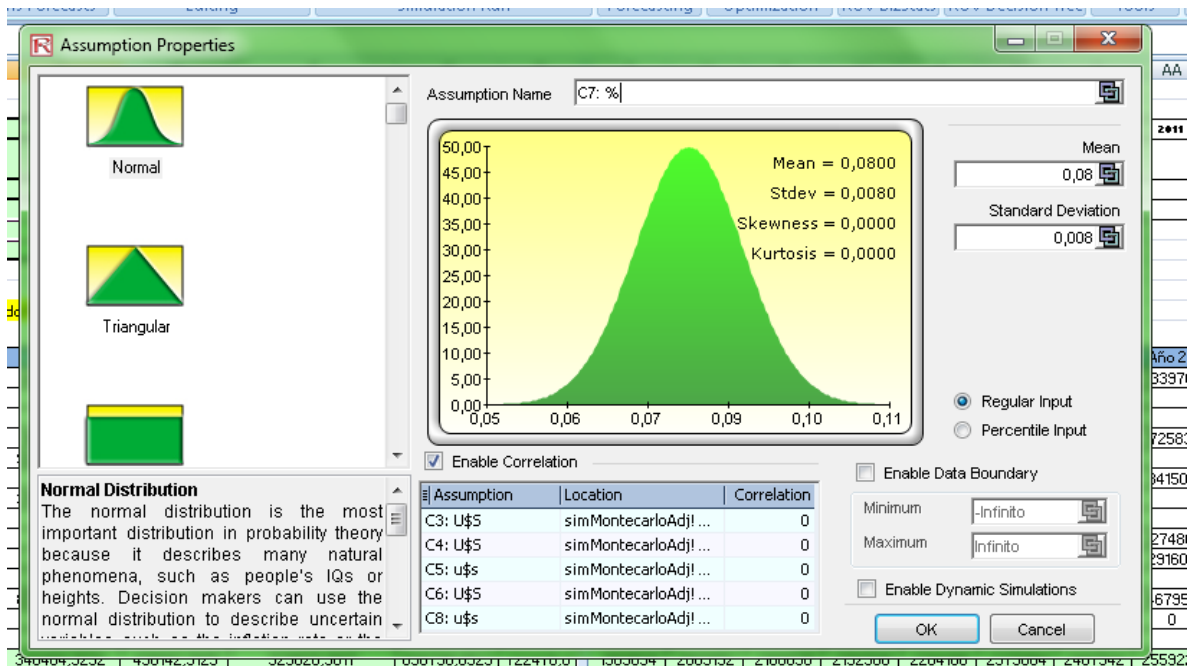 Assumption Properties
Normal
Triangular
Normal Distribution
The normal distribution is the most
important distribution in probability theory
because it describes many natural
phenomena, such as people's IQs or
heights. Decision makers can use the
normal distribution to describe uncertain
Assumption Name C7: %
50,00
45,00
40,00
35,00
30,00
25,00
20,00
15,00
10,00
5,00
0,00
0,05 0,06 0,07 0,09 0,10 0,11
Mean = 0,0800
Stdev = 0,0080
Skewness = 0,0000
Kurtosis = 0,0000
Mean
0,08
Standard Deviation
0,008
Regular Input
Percentile Input
Enable Correlation
Assumption Location Correlation
C3: U$S simMontecarloAdj! ... 0
C4: U$S simMontecarloAdj! ... 0
C5: u$s simMontecarloAdj! ... 0
C6: U$S simMontecarloAdj! ... 0
C8: u$s simMontecarloAdj! ... 0
Enable Data Boundary
Minimum -Infinito
Maximum Infinito
Enable Dynamic Simulations
OK Cancel
AA
2011
Año 2